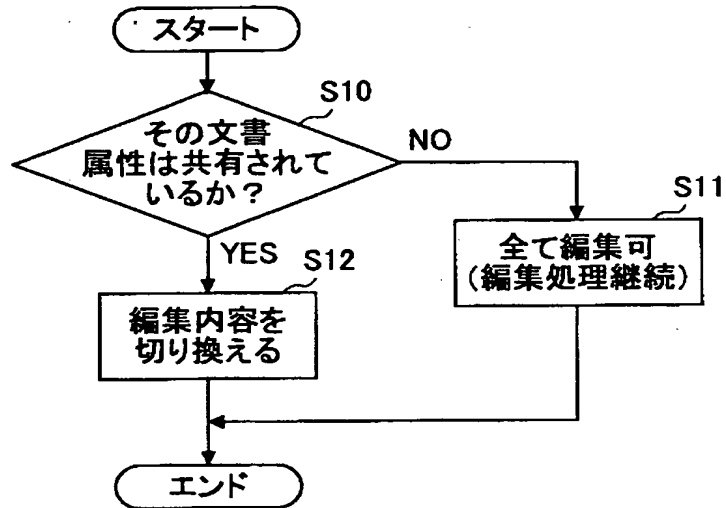 スタート
S10
その文書
属性は共有されて
いるか?
NO
YES
S11
全て編集可
(編集処理継続)
S12
編集内容を
切り換える
エンド